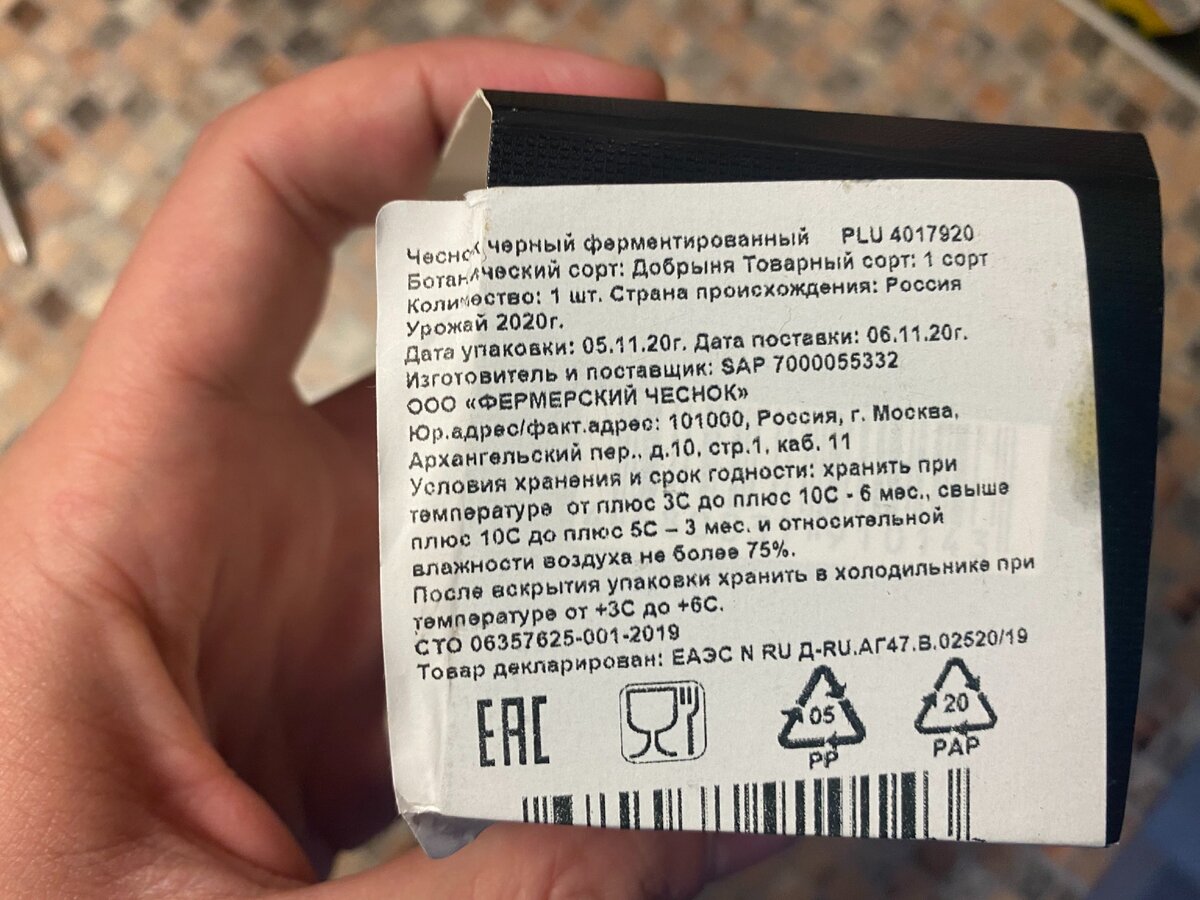 Чеснок черный ферментированный PLU 4017920
Ботанический сорт: Добрыня Товарный сорт: 1 сорт
Количество: 1 шт. Страна происхождения: Россия
Урожай 2020г.
Дата упаковки: 05.11.20г. Дата поставки: 06.11.20г.
Изготовитель и поставщик: SAP 7000055332
ООО «ФЕРМЕРСКИЙ ЧЕСНОК»
Юр.адрес/факт.адрес: 101000, Россия, г. Москва,
Архангельский пер., д.10, стр.1, каб. 11
Условия хранения и срок годности: хранить при
температуре от плюс 3С до плюс 10С - 6 мес., свыше
плюс 10С до плюс 5С – 3 мес. и относительной
влажности воздуха не более 75%.
После вскрытия упаковки хранить в холодильнике при
температуре от +3С до +6С.
СТО 06357625-001-2019
Товар декларирован: ЕАЭС N RU Д-RU.АГ47.В.02520/19
EAC
05
PP
20
PAP